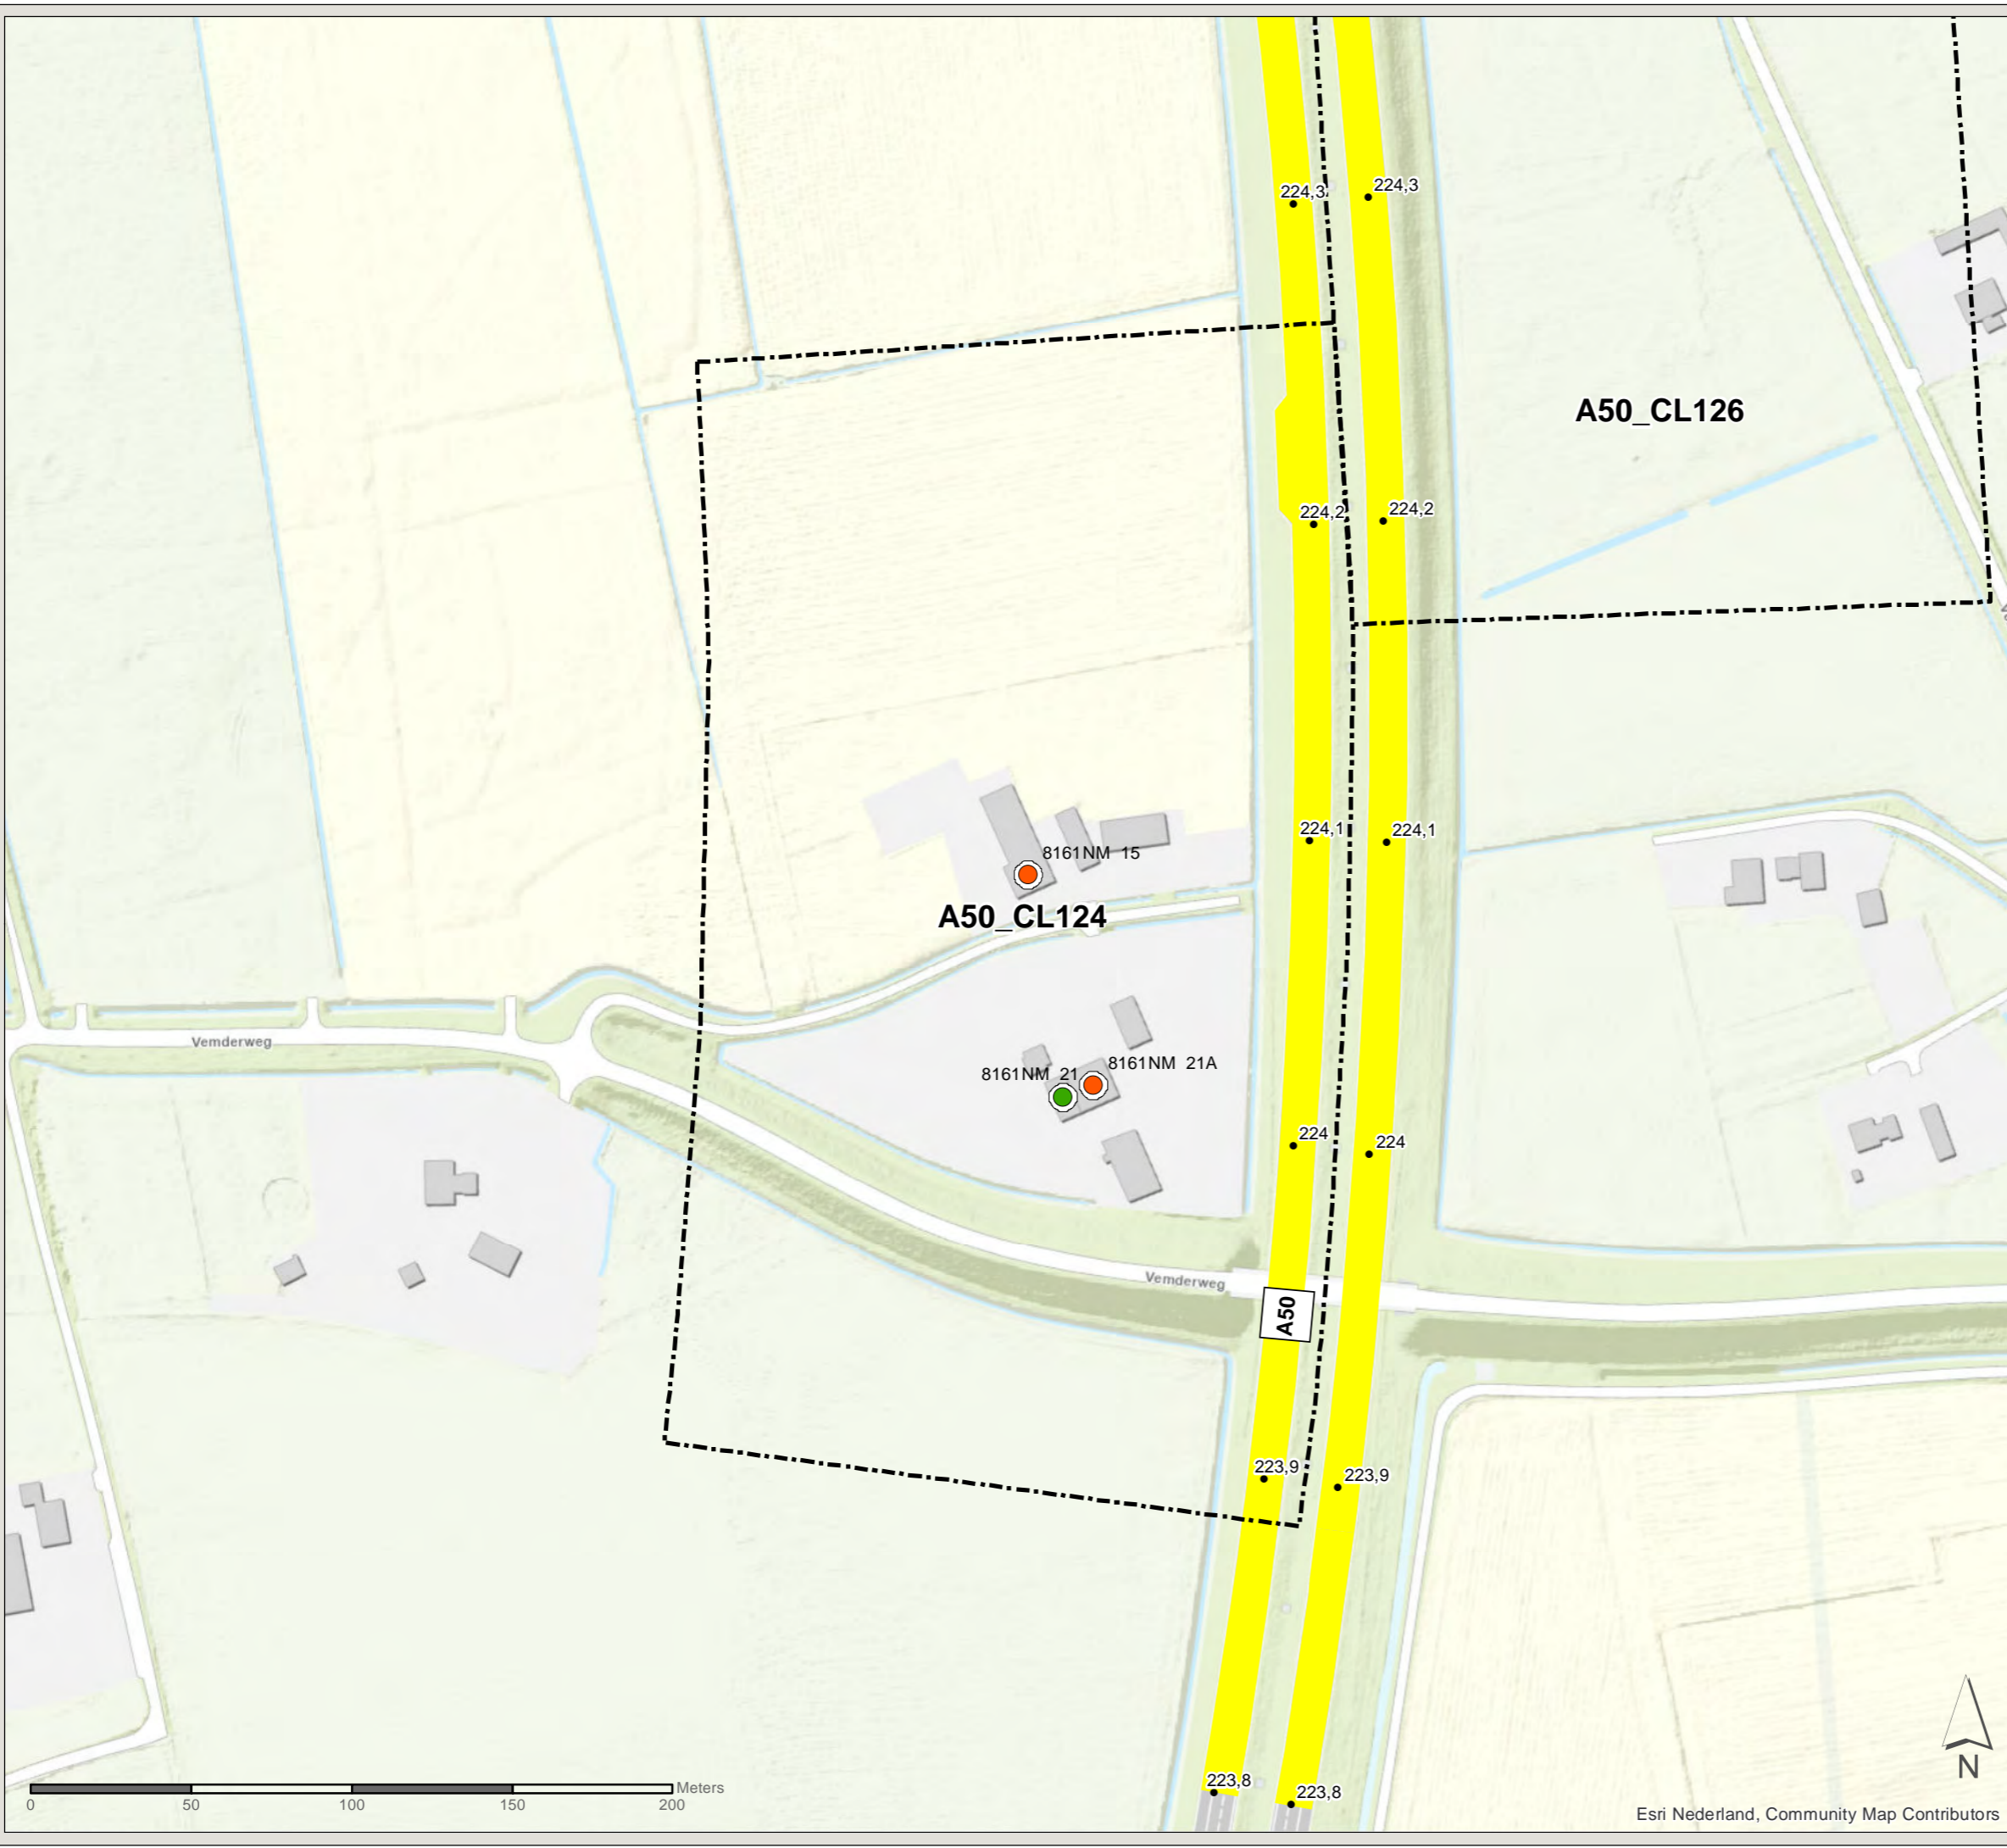 224,3
224,3
A50_CL126
224,2
224,2
224,1
224,1
8161NM 15
A50_CL124
Vemderweg
8161NM 21A
8161NM 21
224
224
Vemderweg
A50
223,9
223,9
223,8
223,8
Meters
0 50 100 150 200
N
Esri Nederland, Community Map Contributors